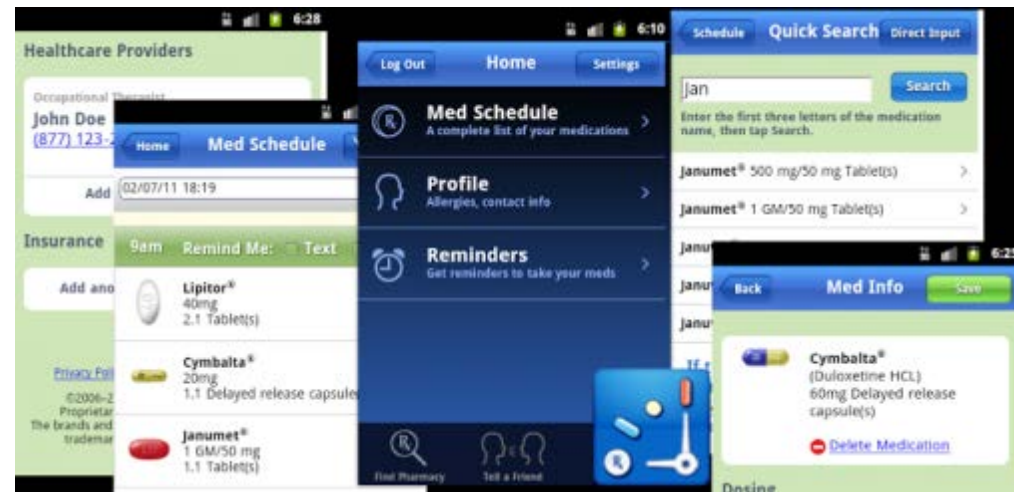 6:28
Healthcare Providers
Occupational Therapist
John Doe
(877) 123-
Add
Insurance
Add ano
©2006-2
Proprietar
The brands and
trademar
Home
Med Schedule
02/07/11 18:19
9am Remind Me: Text
Lipitor®
40mg
2.1 Tablet(s)
Cymbalta®
20mg
1.1 Delayed release capsule
Janumet®
1 GM/50 mg
1.1 Tablet(s)
6:10
Log Out
Home
Settings
Med Schedule
A complete list of your medications
Profile
Allergies, contact info
Reminders
Get reminders to take your meds
Find Pharmacy
Tell a Friend
Schedule
Quick Search
Direct Input
Jan
Search
Enter the first three letters of the medication
name, then tap Search.
Janumet® 500 mg/50 mg Tablet(s)
Janumet® 1 GM/50 mg Tablet(s)
Back
Med Info
Save
Cymbalta®
(Duloxetine HCL)
60mg Delayed release
capsule(s)
Delete Medication
Dosing